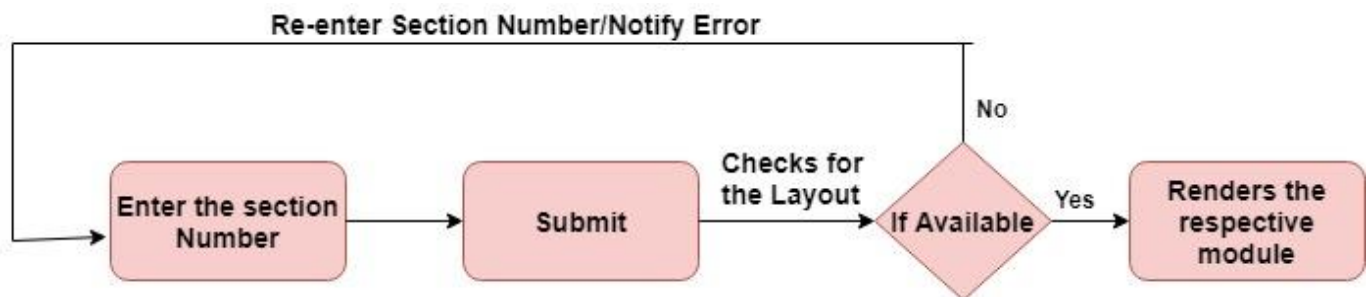 Re-enter Section Number/Notify Error
No
Enter the section
Number
Submit
Checks for
the Layout
If Available
Yes
Renders the
respective
module